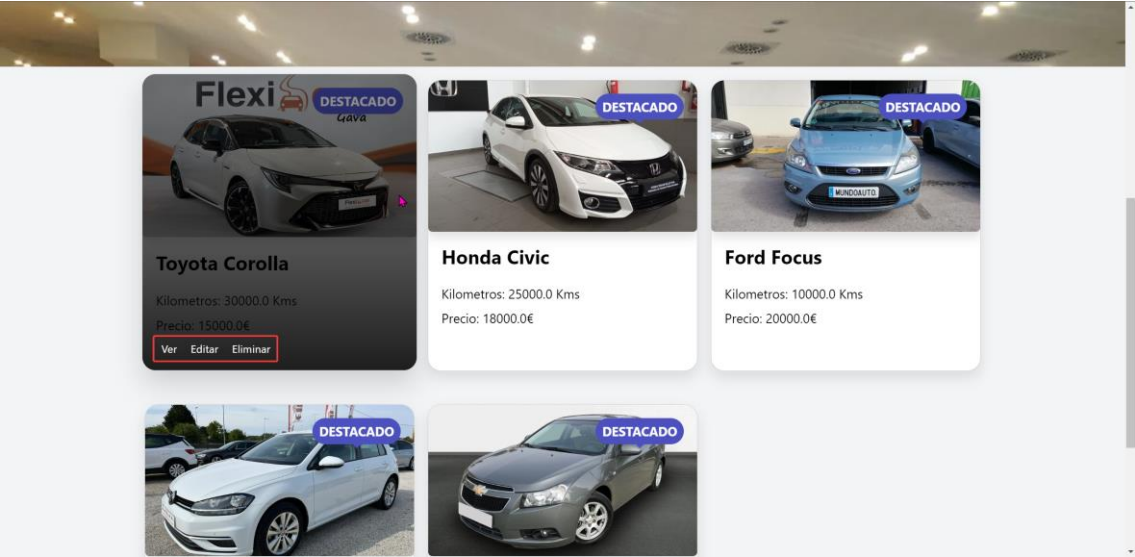 Flexi
DESTACADO
Gavà
Toyota Corolla
Kilometros: 30000.0 Kms
Precio: 15000.0€
Ver Editar Eliminar
DESTACADO
Honda Civic
Kilometros: 25000.0 Kms
Precio: 18000.0€
DESTACADO
MUNDOAUTO
Ford Focus
Kilometros: 10000.0 Kms
Precio: 20000.0€
DESTACADO
DESTACADO